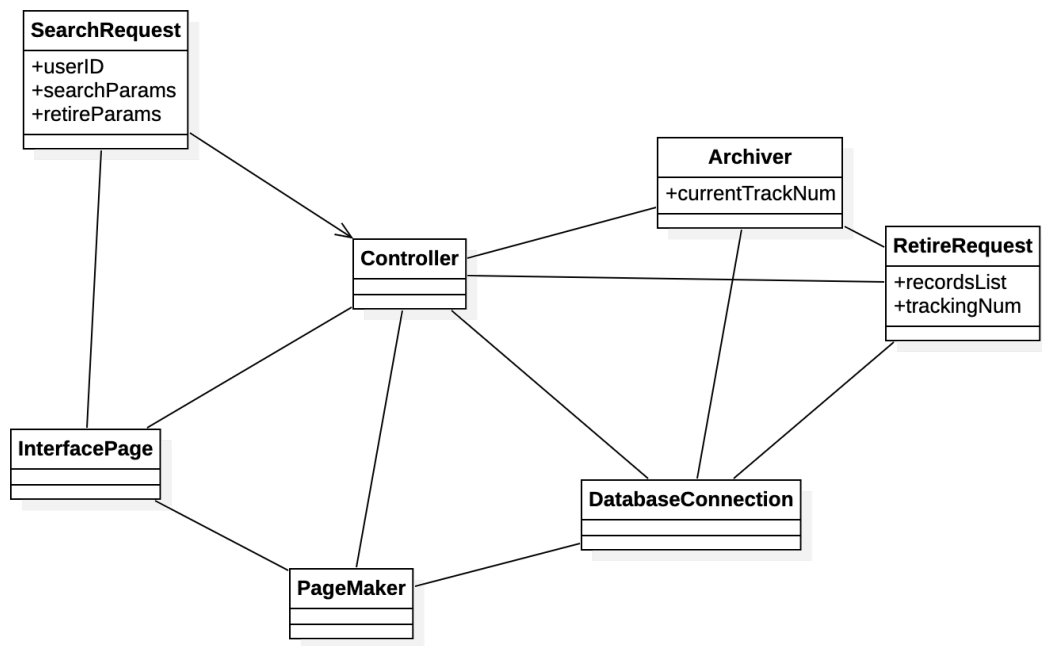 SearchRequest
+userID
+searchParams
+retireParams
Archiver
+currentTrackNum
Controller
RetireRequest
+recordsList
+trackingNum
InterfacePage
DatabaseConnection
PageMaker